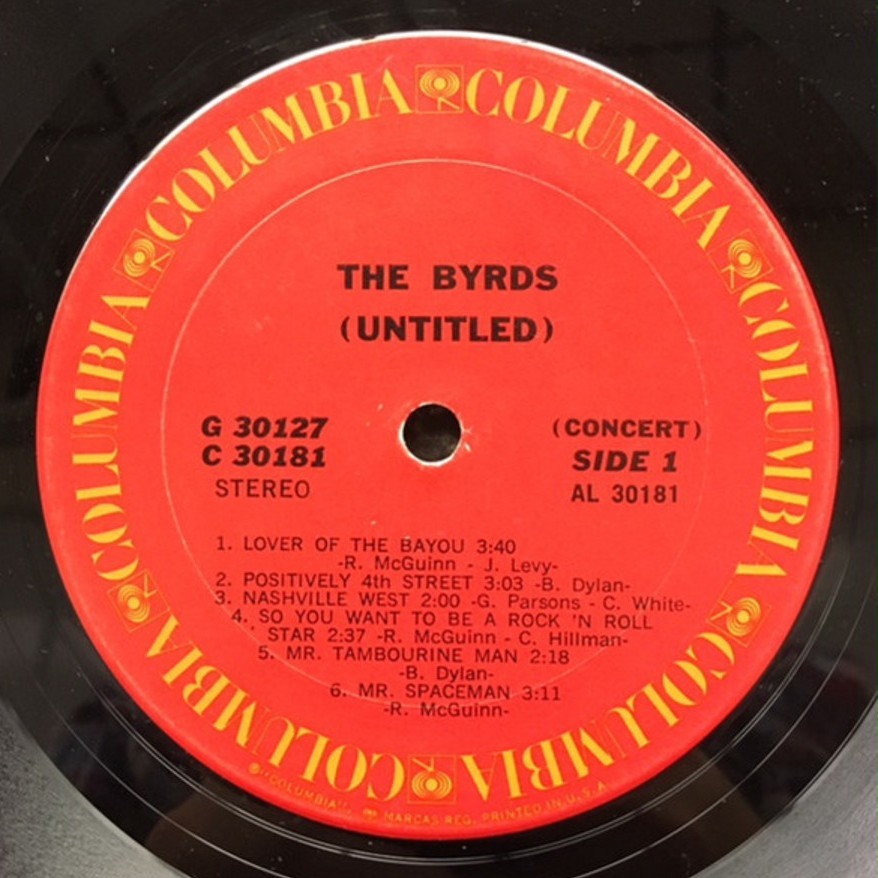 COLUMBIA COLUMBIA COLUMBIA COLUMBIA COLUMBIA COLUMBIA COLUMBIA
THE BYRDS
(UNTITLED)
G 30127
C 30181
STEREO
(CONCERT)
SIDE 1
AL 30181
1. LOVER OF THE BAYOU 3:40
-R. McGuinn - J. Levy-
2. POSITIVELY 4th STREET 3:03 -B. Dylan-
3. NASHVILLE WEST 2:00 -G. Parsons - C. White-
4. SO YOU WANT TO BE A ROCK 'N ROLL
STAR 2:37 -R. McGuinn - C. Hillman-
5. MR. TAMBOURINE MAN 2:18
-B. Dylan-
6. MR. SPACEMAN 3:11
-R. McGuinn-
"COLUMBIA", MARCAS REG. PRINTED IN U.S.A